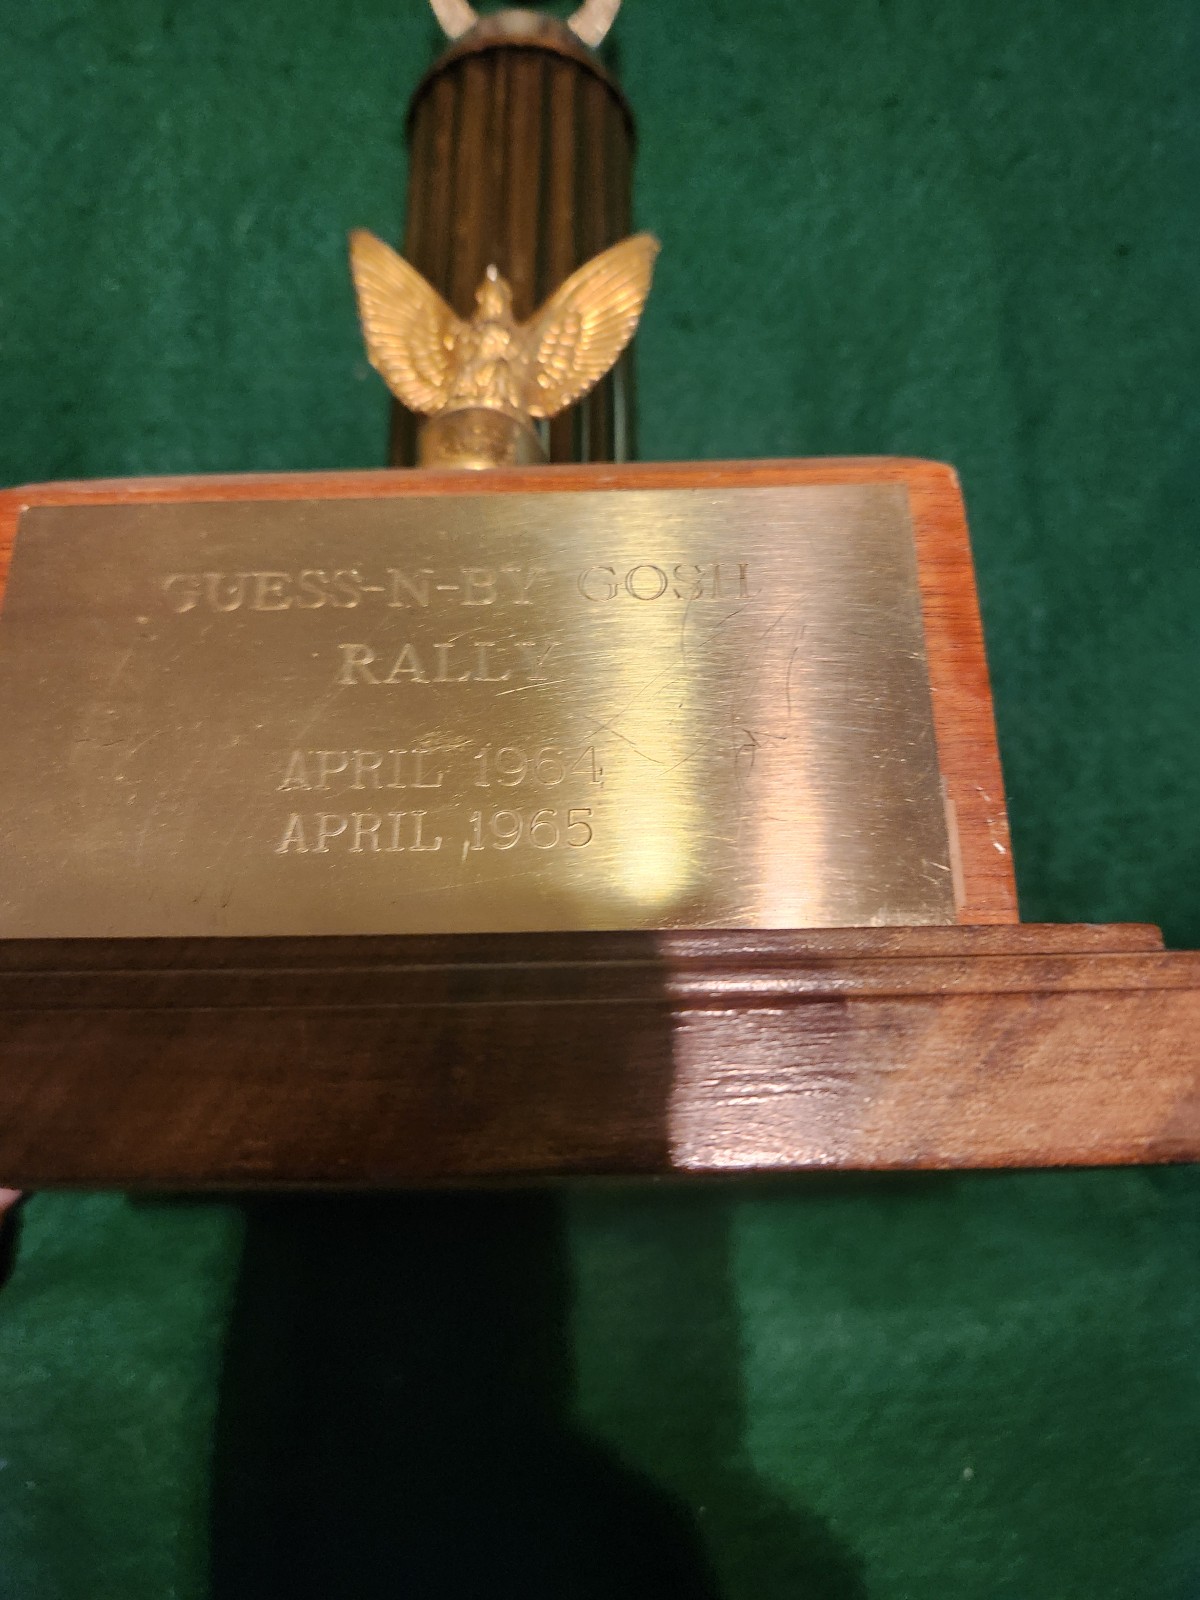 GUESS-N-BY GOSH
RALLY
APRIL 1964
APRIL 1965